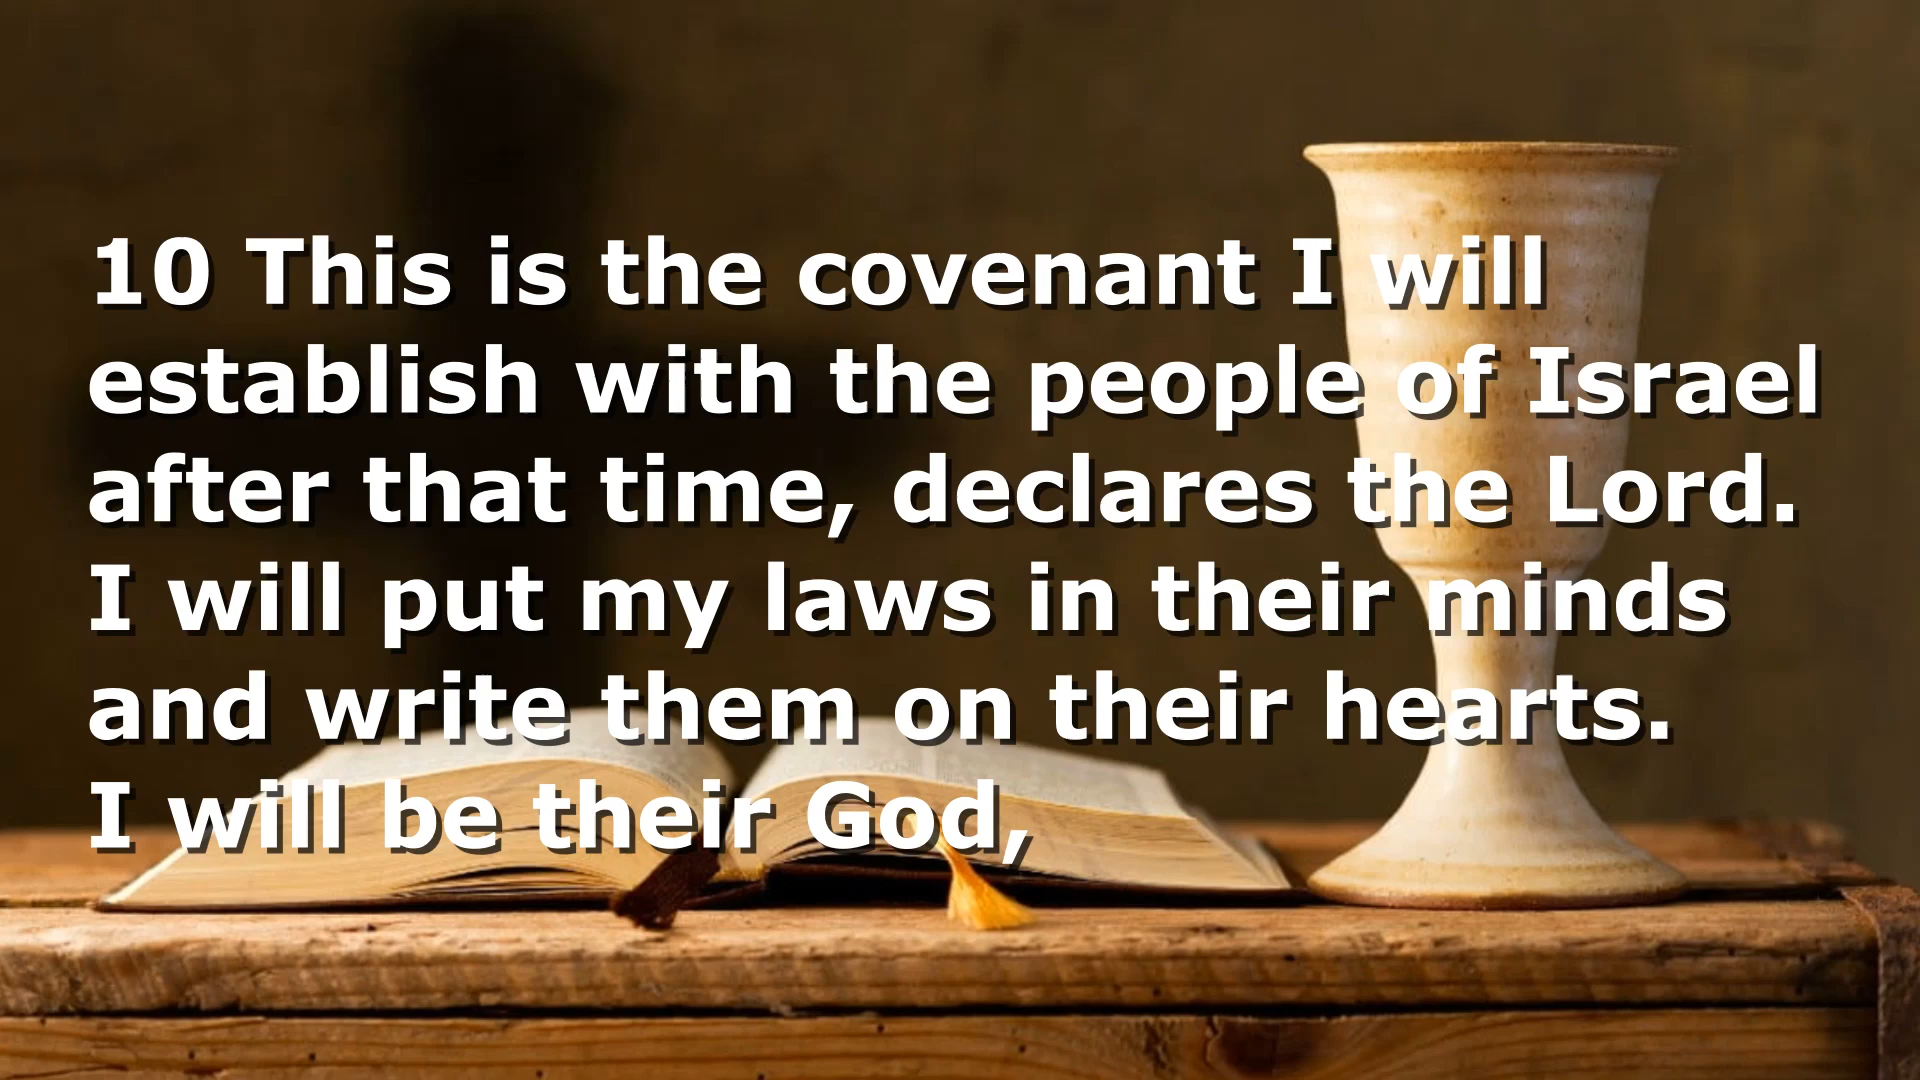 10 This is the covenant I will
establish with the people of Israel
after that time, declares the Lord.
I will put my laws in their minds
and write them on their hearts.
I will be their God,